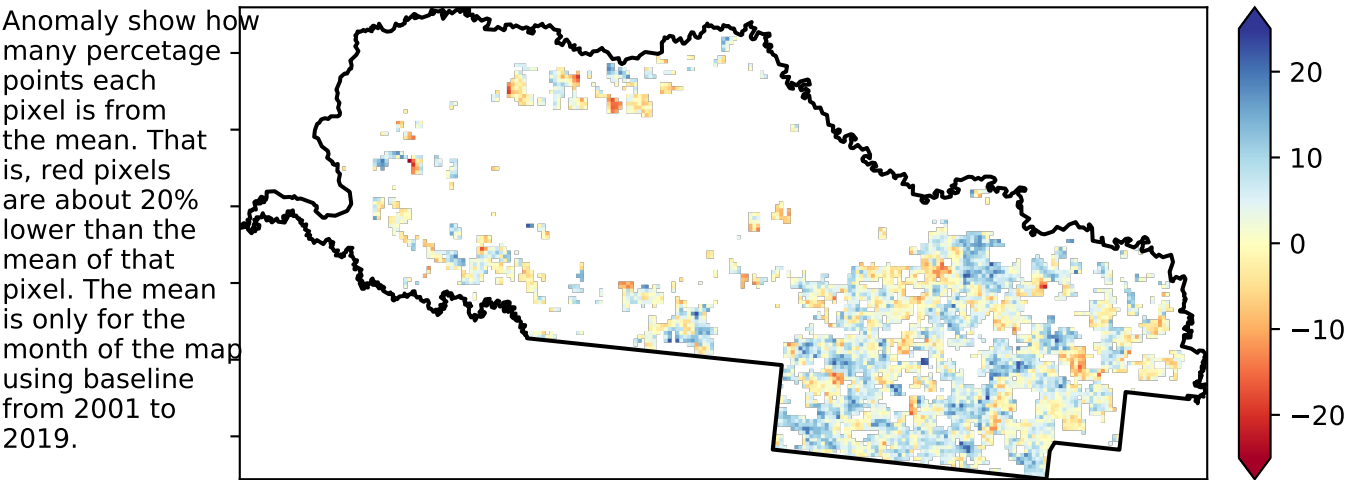 Anomaly show how
many percetage
points each
pixel is from
the mean. That
is, red pixels
are about 20%
lower than the
mean of that
pixel. The mean
is only for the
month of the map
using baseline
from 2001 to
2019.
20
10
0
−10
−20